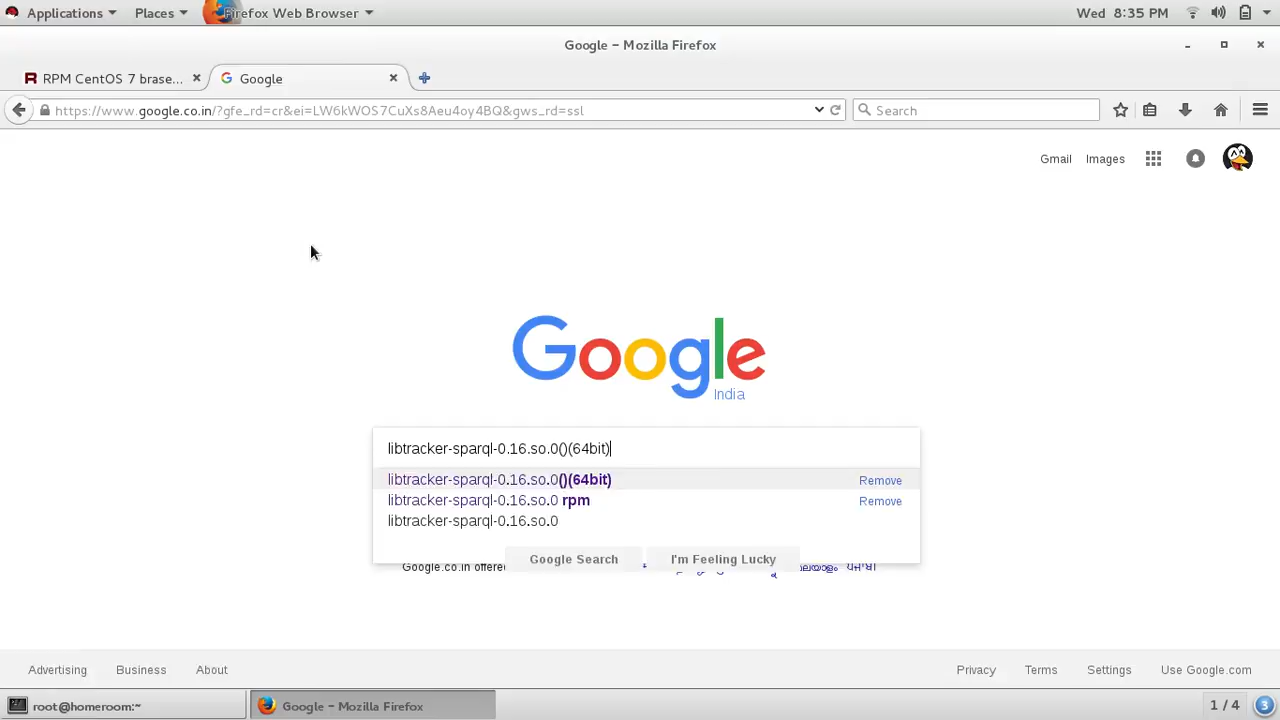 Applications
Places
Firefox Web Browser
Wed 8:35 PM
Google - Mozilla Firefox
RPM CentOS 7 brase...
Google
https://www.google.co.in/?gfe_rd=cr&ei=LW6kWOS7CuXs8Aeu4oy4BQ&gws_rd=ssl
Search
Gmail
Images
Google
India
libtracker-sparql-0.16.so.0()(64bit)
libtracker-sparql-0.16.so.0()(64bit)
Remove
libtracker-sparql-0.16.so.0 rpm
Remove
libtracker-sparql-0.16.so.0
Google Search
I'm Feeling Lucky
Google.co.in offere
Advertising
Business
About
Privacy
Terms
Settings
Use Google.com
root@homeroom:~
Google - Mozilla Firefox
1 / 4
3